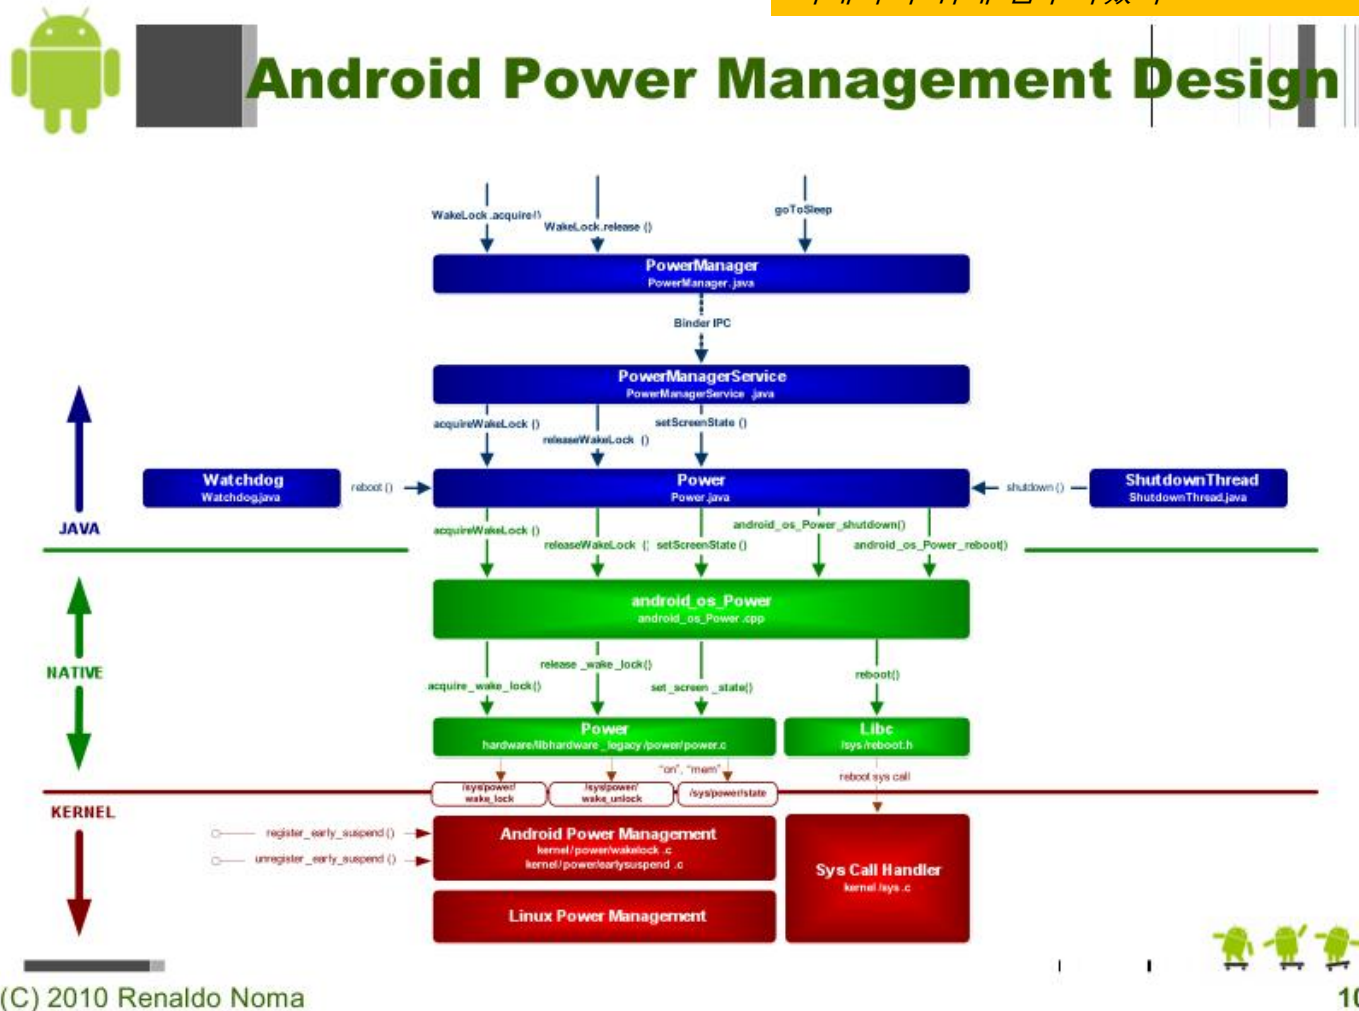 Android Power Management Design
WakeLock.acquire()
WakeLock.release ()
goToSleep
PowerManager
PowerManager.java
Binder IPC
PowerManagerService
PowerManagerService .java
acquireWakeLock ()
releaseWakeLock ()
setScreenState ()
Watchdog
Watchdog.java
reboot ()
Power
Power.java
shutdown ()
ShutdownThread
ShutdownThread.java
JAVA
acquireWakeLock ()
releaseWakeLock (
setScreenState ()
android_os_Power_shutdown()
android_os_Power_reboot()
android_os_Power
android_os_Power.cpp
NATIVE
acquire_wake_lock()
release _wake _lock()
set_screen _state()
reboot()
Power
hardware/libhardware _legacy /power/power.c
Libc
/sys/reboot.h
"on", "mem"
reboot sys call
/sys/power/
wake_lock
/sys/power/
wake_unlock
/sys/power/state
KERNEL
register_early_suspend ()
unregister_early_suspend ()
Android Power Management
kernel/power/wakelock .c
kernel/power/earlysuspend .c
Sys Call Handler
kernel/sys .c
Linux Power Management
(C) 2010 Renaldo Noma